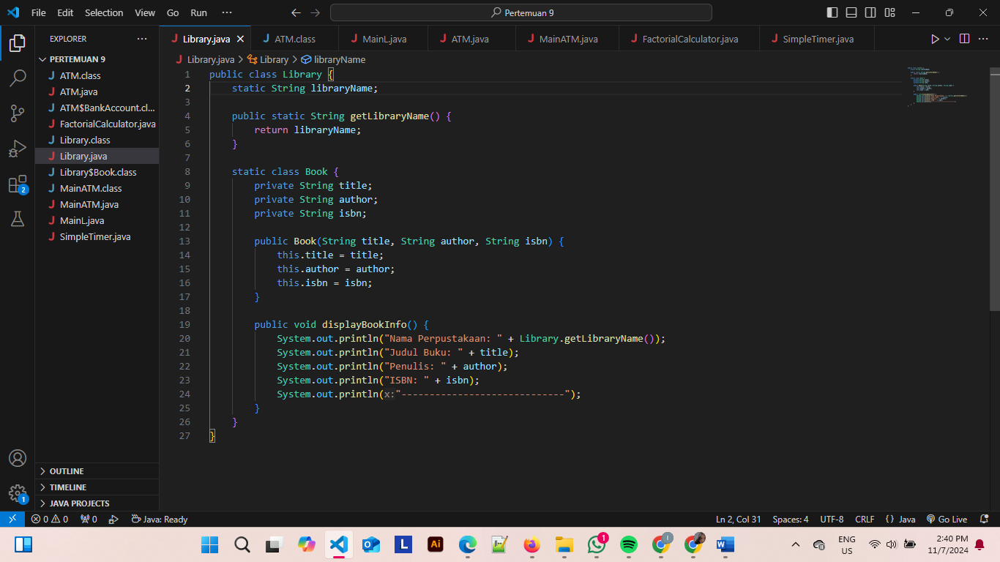 File Edit Selection View Go Run ··· Pertemuan 9
EXPLORER ···
PERTEMUAN 9
ATM.class
ATM.java
ATM$BankAccount.cl...
FactorialCalculator.java
Library.class
Library.java
Library$Book.class
MainATM.class
MainATM.java
MainL.java
SimpleTimer.java
OUTLINE
TIMELINE
JAVA PROJECTS
2
1
Library.java ATM.class MainL.java ATM.java MainATM.java FactorialCalculator.java SimpleTimer.java
Library.java > Library > libraryName
1 public class Library {
2 static String libraryName;
3
4 public static String getLibraryName() {
5 return libraryName;
6 }
7
8 static class Book {
9 private String title;
10 private String author;
11 private String isbn;
12
13 public Book(String title, String author, String isbn) {
14 this.title = title;
15 this.author = author;
16 this.isbn = isbn;
17 }
18
19 public void displayBookInfo() {
20 System.out.println("Nama Perpustakaan: " + Library.getLibraryName());
21 System.out.println("Judul Buku: " + title);
22 System.out.println("Penulis: " + author);
23 System.out.println("ISBN: " + isbn);
24 System.out.println(x:"-----------------------------");
25 }
26 }
27 }
0 0 0 Java: Ready Ln 2, Col 31 Spaces: 4 UTF-8 CRLF {} Java Go Live
L Ai 1 W ENG
US
2:40 PM
11/7/2024